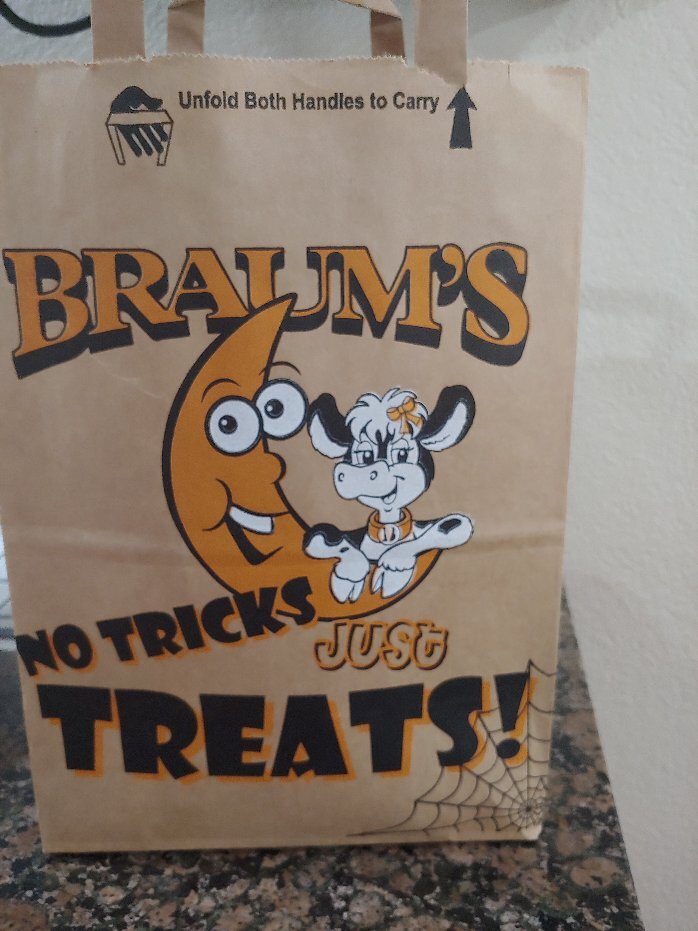 Unfold Both Handles to Carry
BRAUM'S
NO TRICKS
JUST
TREATS!
D